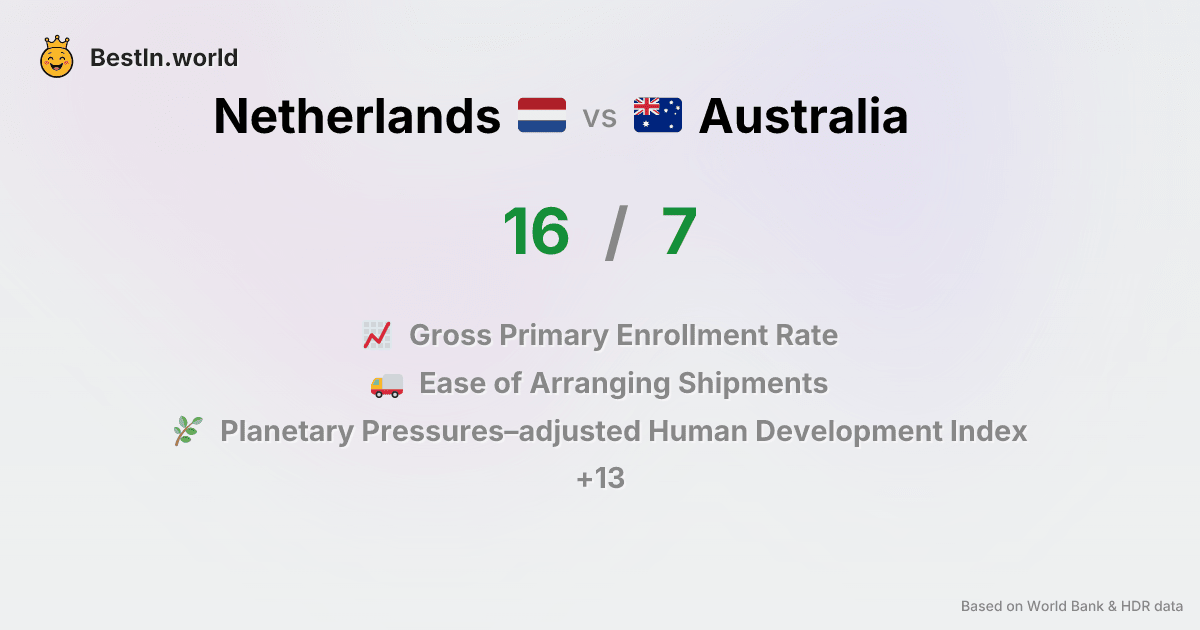 BestIn.world
Netherlands vs Australia
16 / 7
Gross Primary Enrollment Rate
Ease of Arranging Shipments
Planetary Pressures–adjusted Human Development Index
+13
Based on World Bank & HDR data